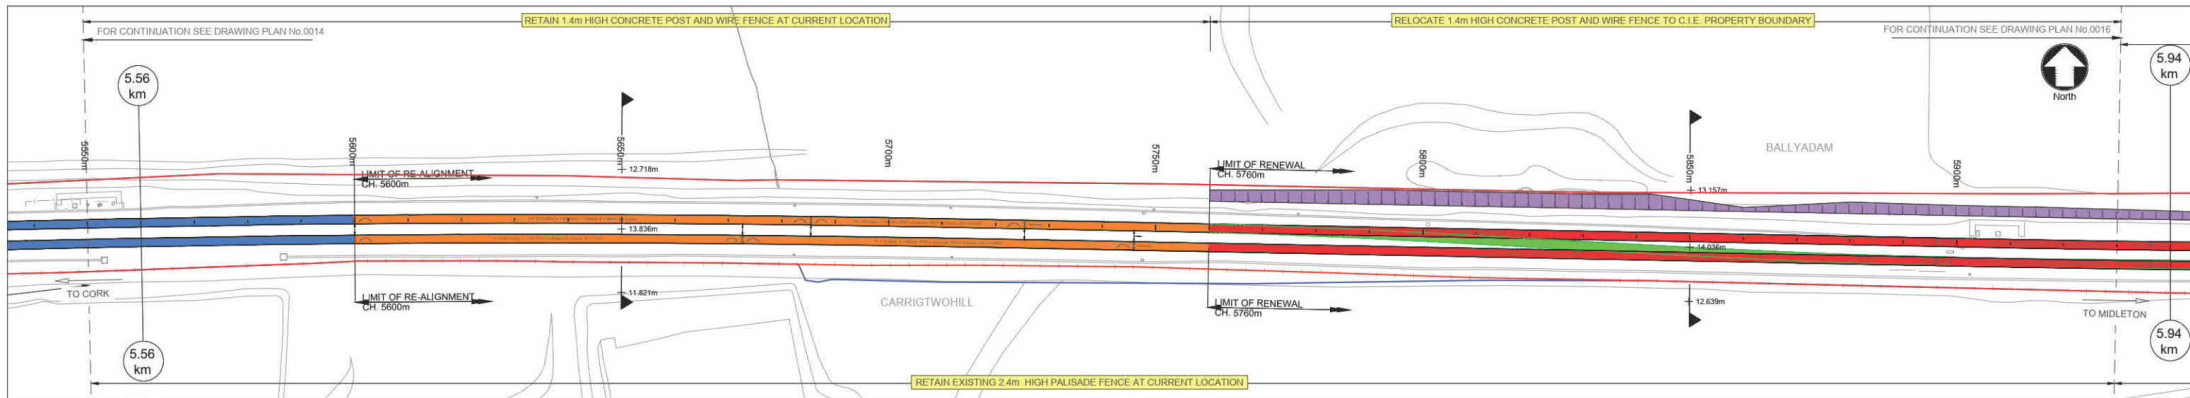 RETAIN 1.4m HIGH CONCRETE POST AND WIRE FENCE AT CURRENT LOCATION
RELOCATE 1.4m HIGH CONCRETE POST AND WIRE FENCE TO C.I.E. PROPERTY BOUNDARY
FOR CONTINUATION SEE DRAWING PLAN No.0014
FOR CONTINUATION SEE DRAWING PLAN No.0016
5.56
km
5.94
km
North
BALLYADAM
5550m
5600m
5650m
5700m
5750m
5800m
5850m
5900m
LIMIT OF RE-ALIGNMENT
CH. 5600m
12.718m
LIMIT OF RENEWAL
CH. 5760m
13.157m
13.836m
14.036m
TO CORK
LIMIT OF RE-ALIGNMENT
CH. 5600m
11.821m
CARRIGTWOHILL
LIMIT OF RENEWAL
CH. 5760m
12.639m
TO MIDLETON
5.56
km
5.94
km
RETAIN EXISTING 2.4m HIGH PALISADE FENCE AT CURRENT LOCATION